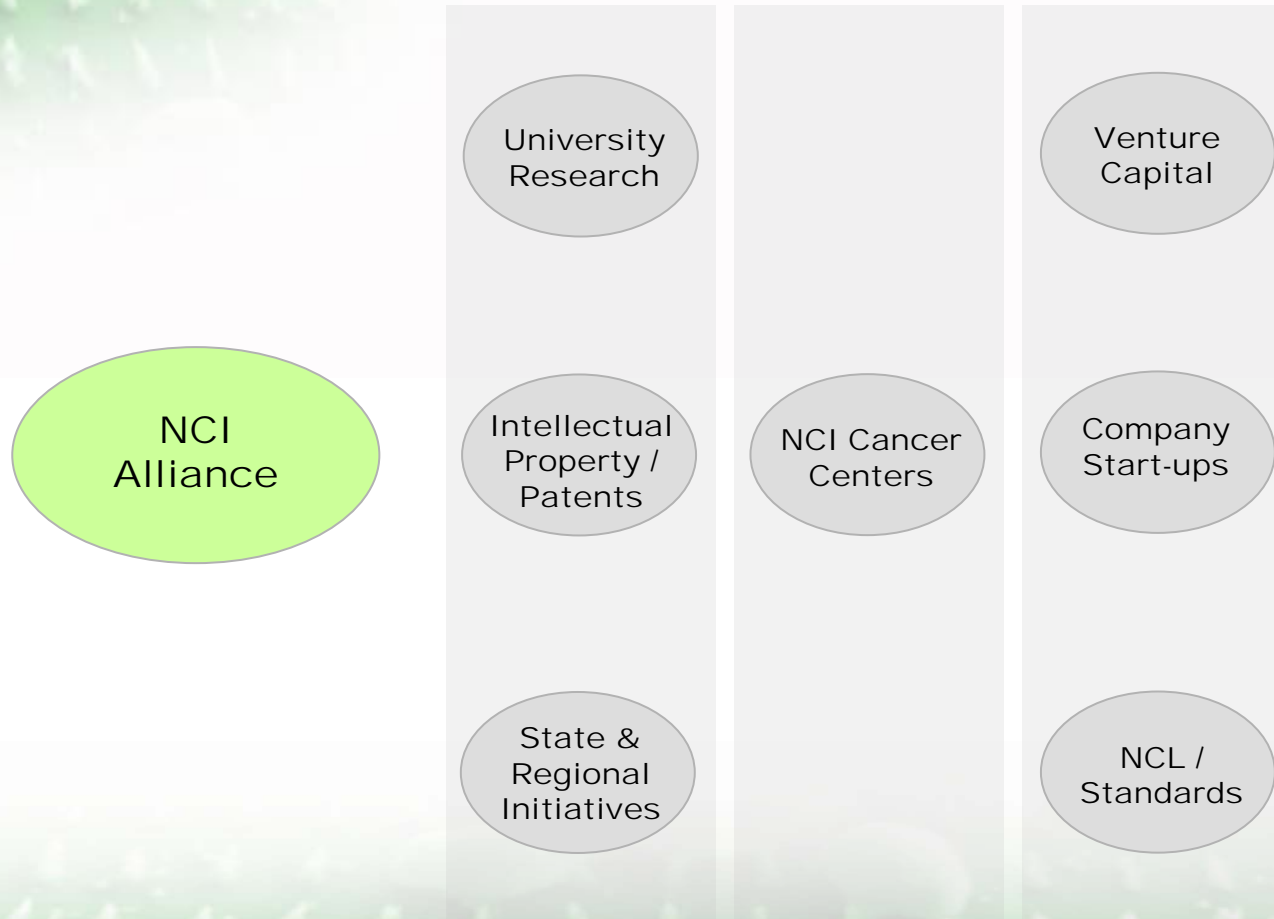 University
Research
Venture
Capital
NCI
Alliance
Intellectual
Property /
Patents
NCI Cancer
Centers
Company
Start-ups
State &
Regional
Initiatives
NCL /
Standards